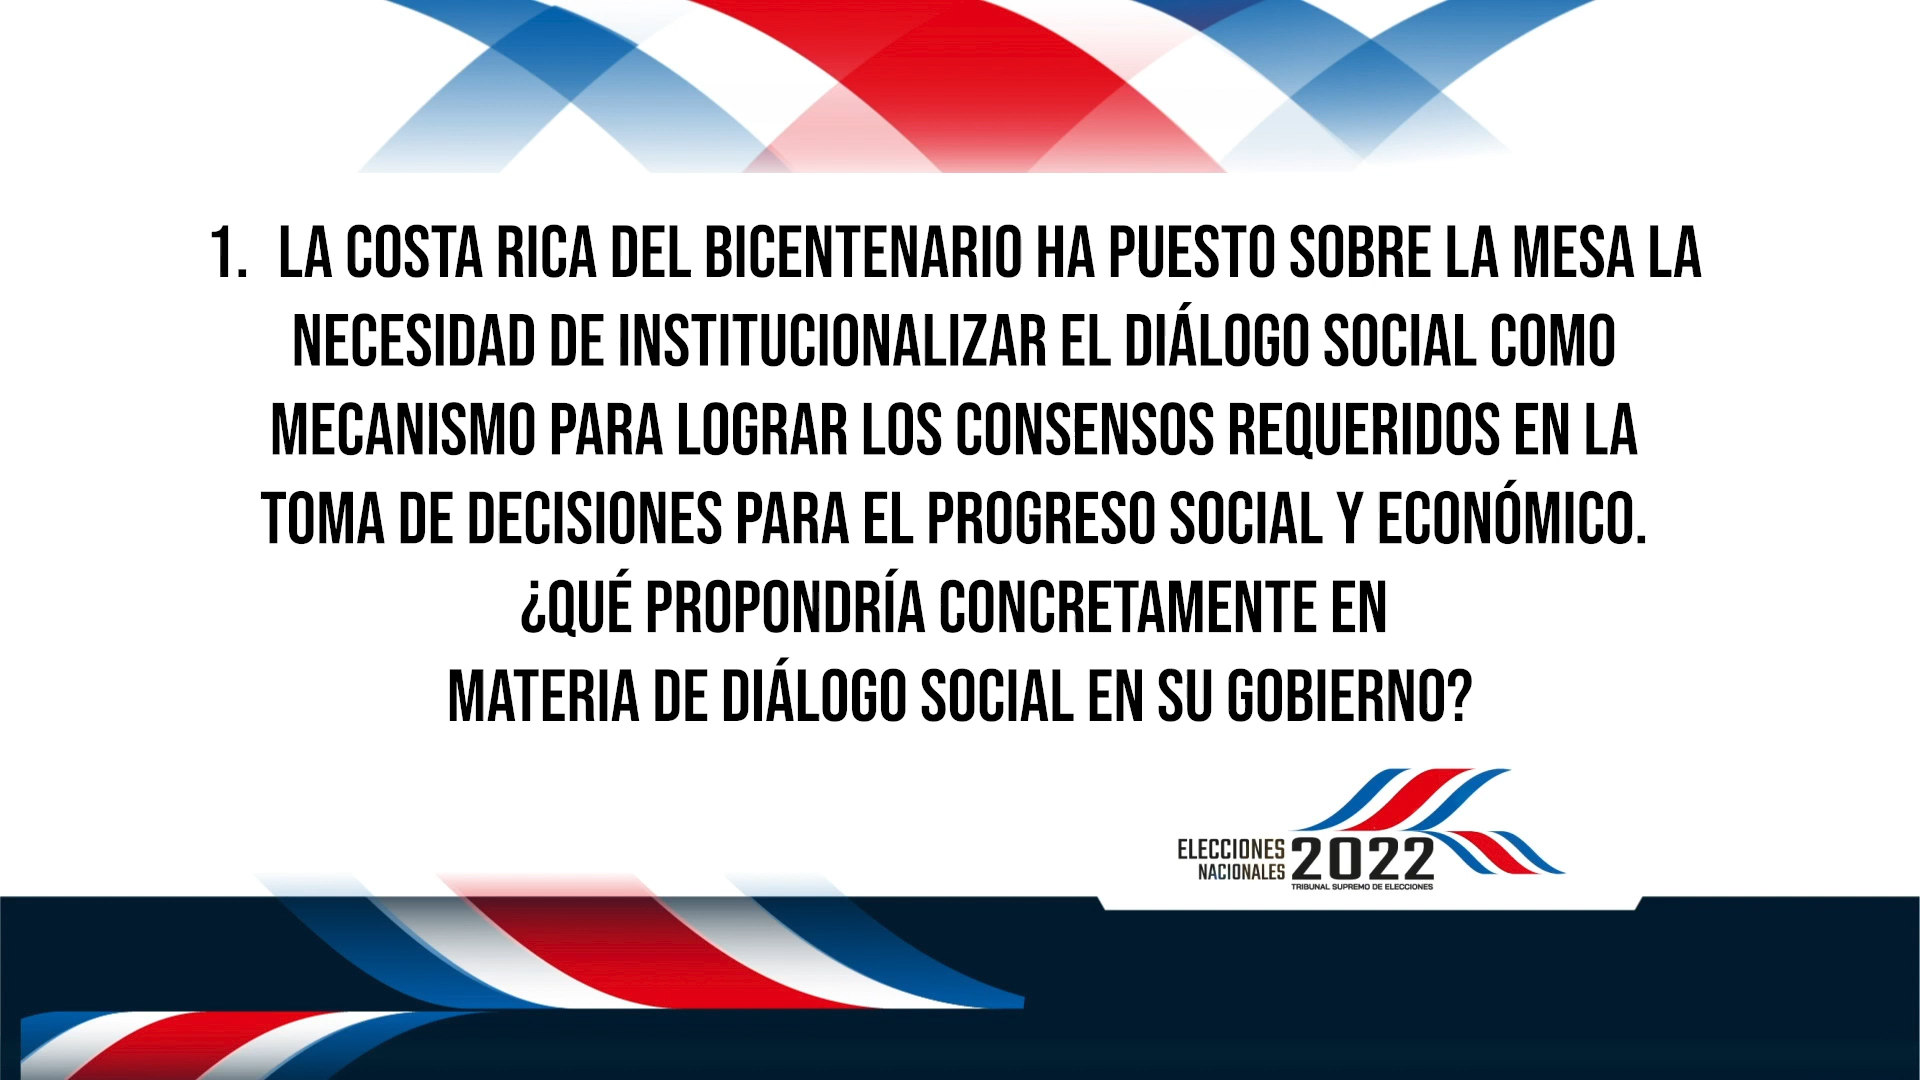 1. LA COSTA RICA DEL BICENTENARIO HA PUESTO SOBRE LA MESA LA
NECESIDAD DE INSTITUCIONALIZAR EL DIÁLOGO SOCIAL COMO
MECANISMO PARA LOGRAR LOS CONSENSOS REQUERIDOS EN LA
TOMA DE DECISIONES PARA EL PROGRESO SOCIAL Y ECONÓMICO.
¿QUÉ PROPONDRÍA CONCRETAMENTE EN
MATERIA DE DIÁLOGO SOCIAL EN SU GOBIERNO?
ELECCIONES
NACIONALES
2022
TRIBUNAL SUPREMO DE ELECCIONES